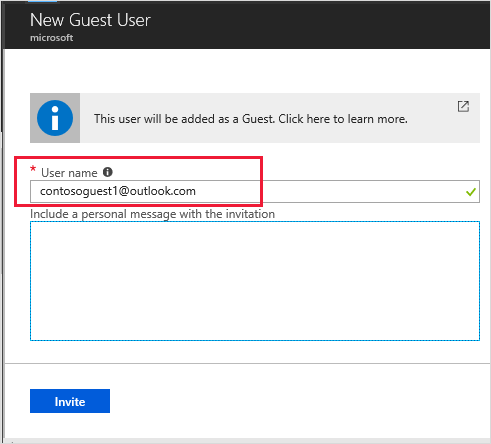 New Guest User
microsoft
This user will be added as a Guest. Click here to learn more.
* User name
contosoguest1@outlook.com
Include a personal message with the invitation
Invite